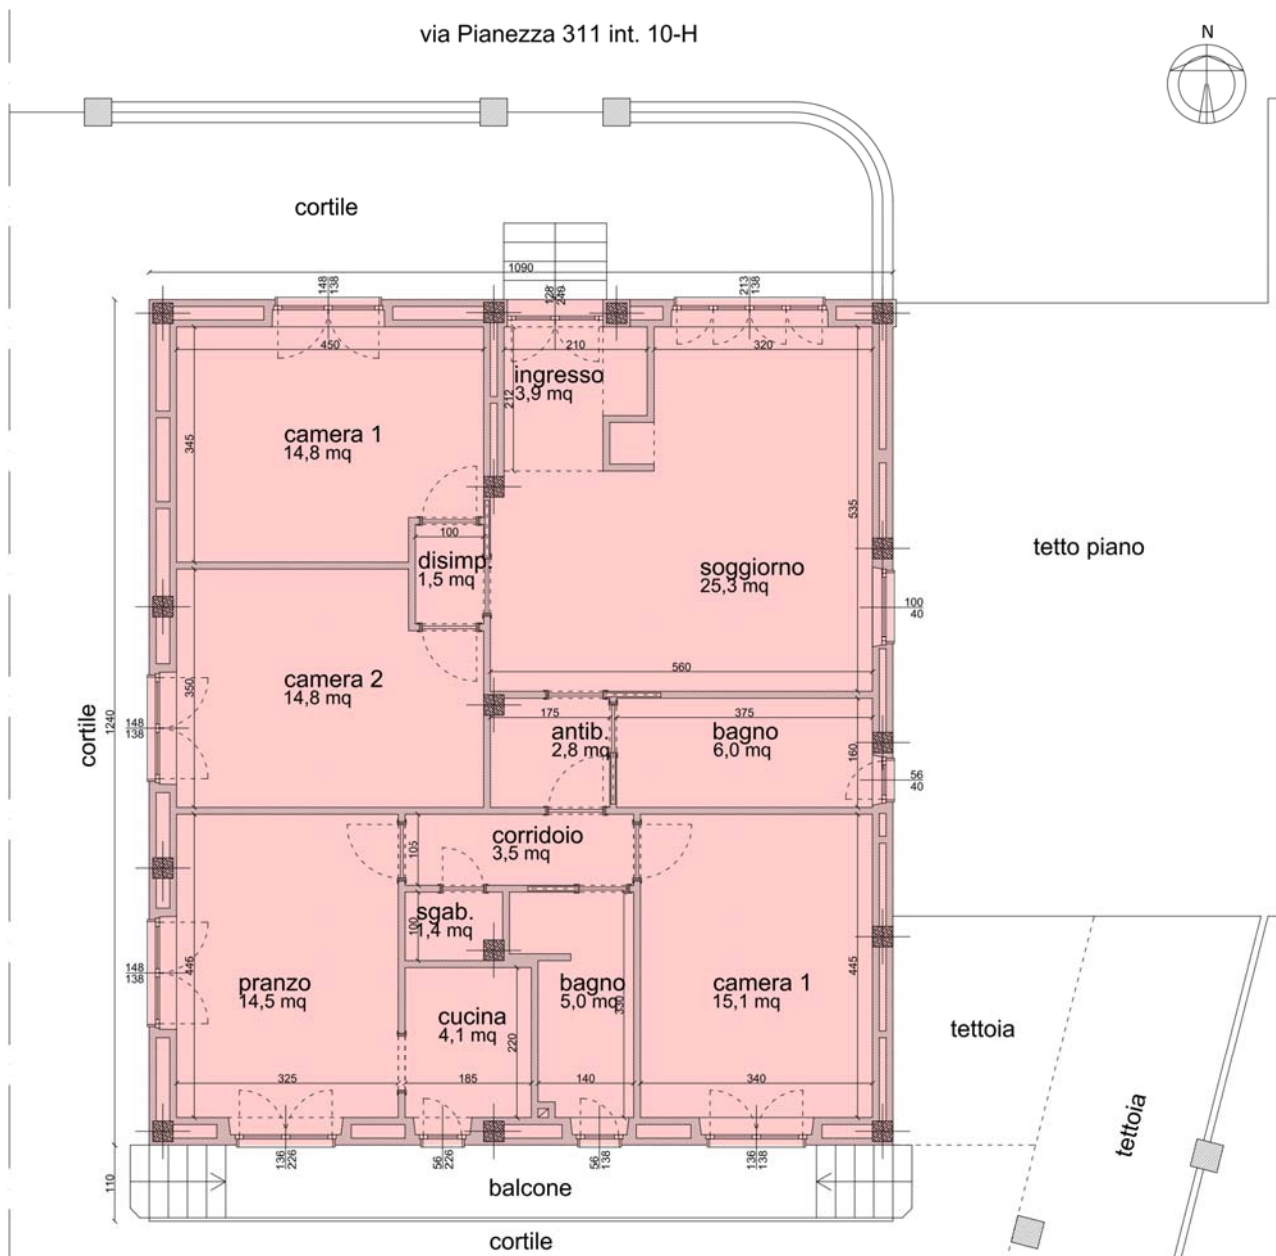 via Pianezza 311 int. 10-H
N
cortile
1090
148
138
128
240
213
138
450
210
320
ingresso
3,9 mq
212
camera 1
14,8 mq
345
535
100
disimp.
1,5 mq
soggiorno
25,3 mq
tetto piano
100
40
560
camera 2
14,8 mq
350
cortile
1240
148
138
175
375
antib.
2,8 mq
bagno
6,0 mq
160
56
40
corridoio
3,5 mq
105
sgab.
1,4 mq
100
148
138
445
pranzo
14,5 mq
cucina
4,1 mq
220
bagno
5,0 mq
330
camera 1
15,1 mq
445
tettoia
tettoia
325
185
140
340
136
226
56
226
56
138
136
138
110
balcone
cortile